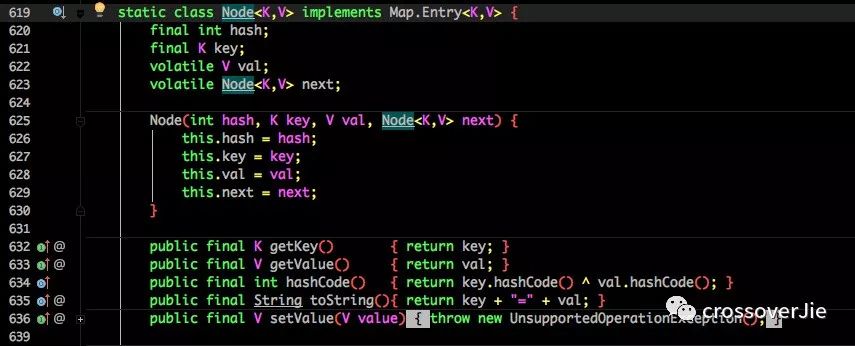 619 static class Node<K,V> implements Map.Entry<K,V> {
620 final int hash;
621 final K key;
622 volatile V val;
623 volatile Node<K,V> next;
624
625 Node(int hash, K key, V val, Node<K,V> next) {
626 this.hash = hash;
627 this.key = key;
628 this.val = val;
629 this.next = next;
630 }
631
632 @ public final K getKey() { return key; }
633 @ public final V getValue() { return val; }
634 public final int hashCode() { return key.hashCode() ^ val.hashCode(); }
635 @ public final String toString(){ return key + "=" + val; }
636 @ public final V setValue(V value) { throw new UnsupportedOperationException(); }
639
crossoverJie